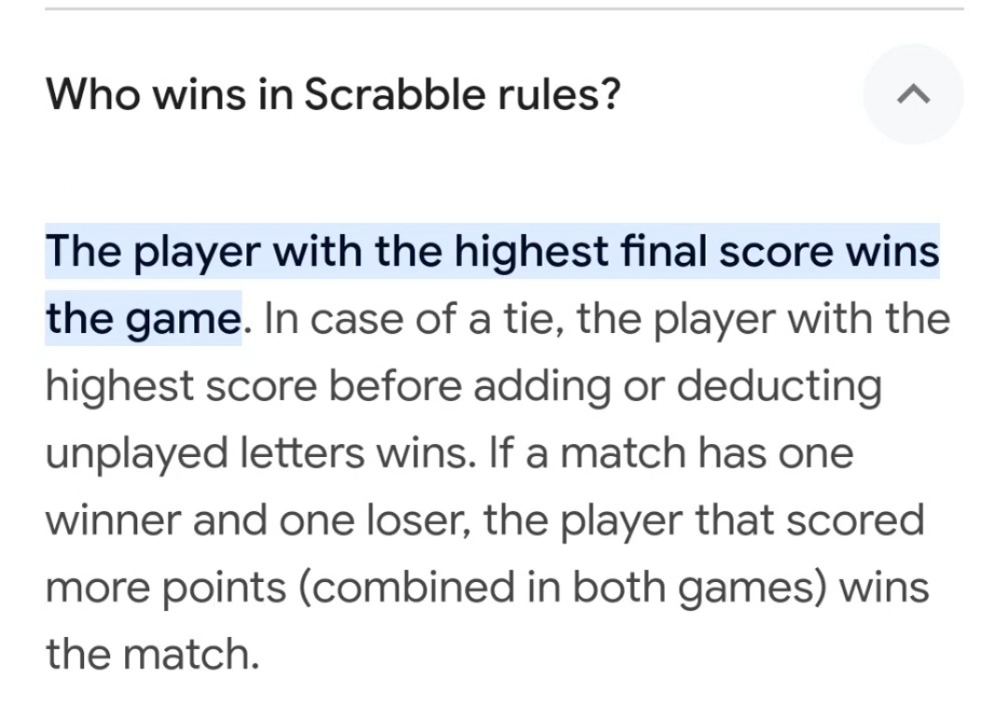 Who wins in Scrabble rules?
The player with the highest final score wins
the game. In case of a tie, the player with the
highest score before adding or deducting
unplayed letters wins. If a match has one
winner and one loser, the player that scored
more points (combined in both games) wins
the match.